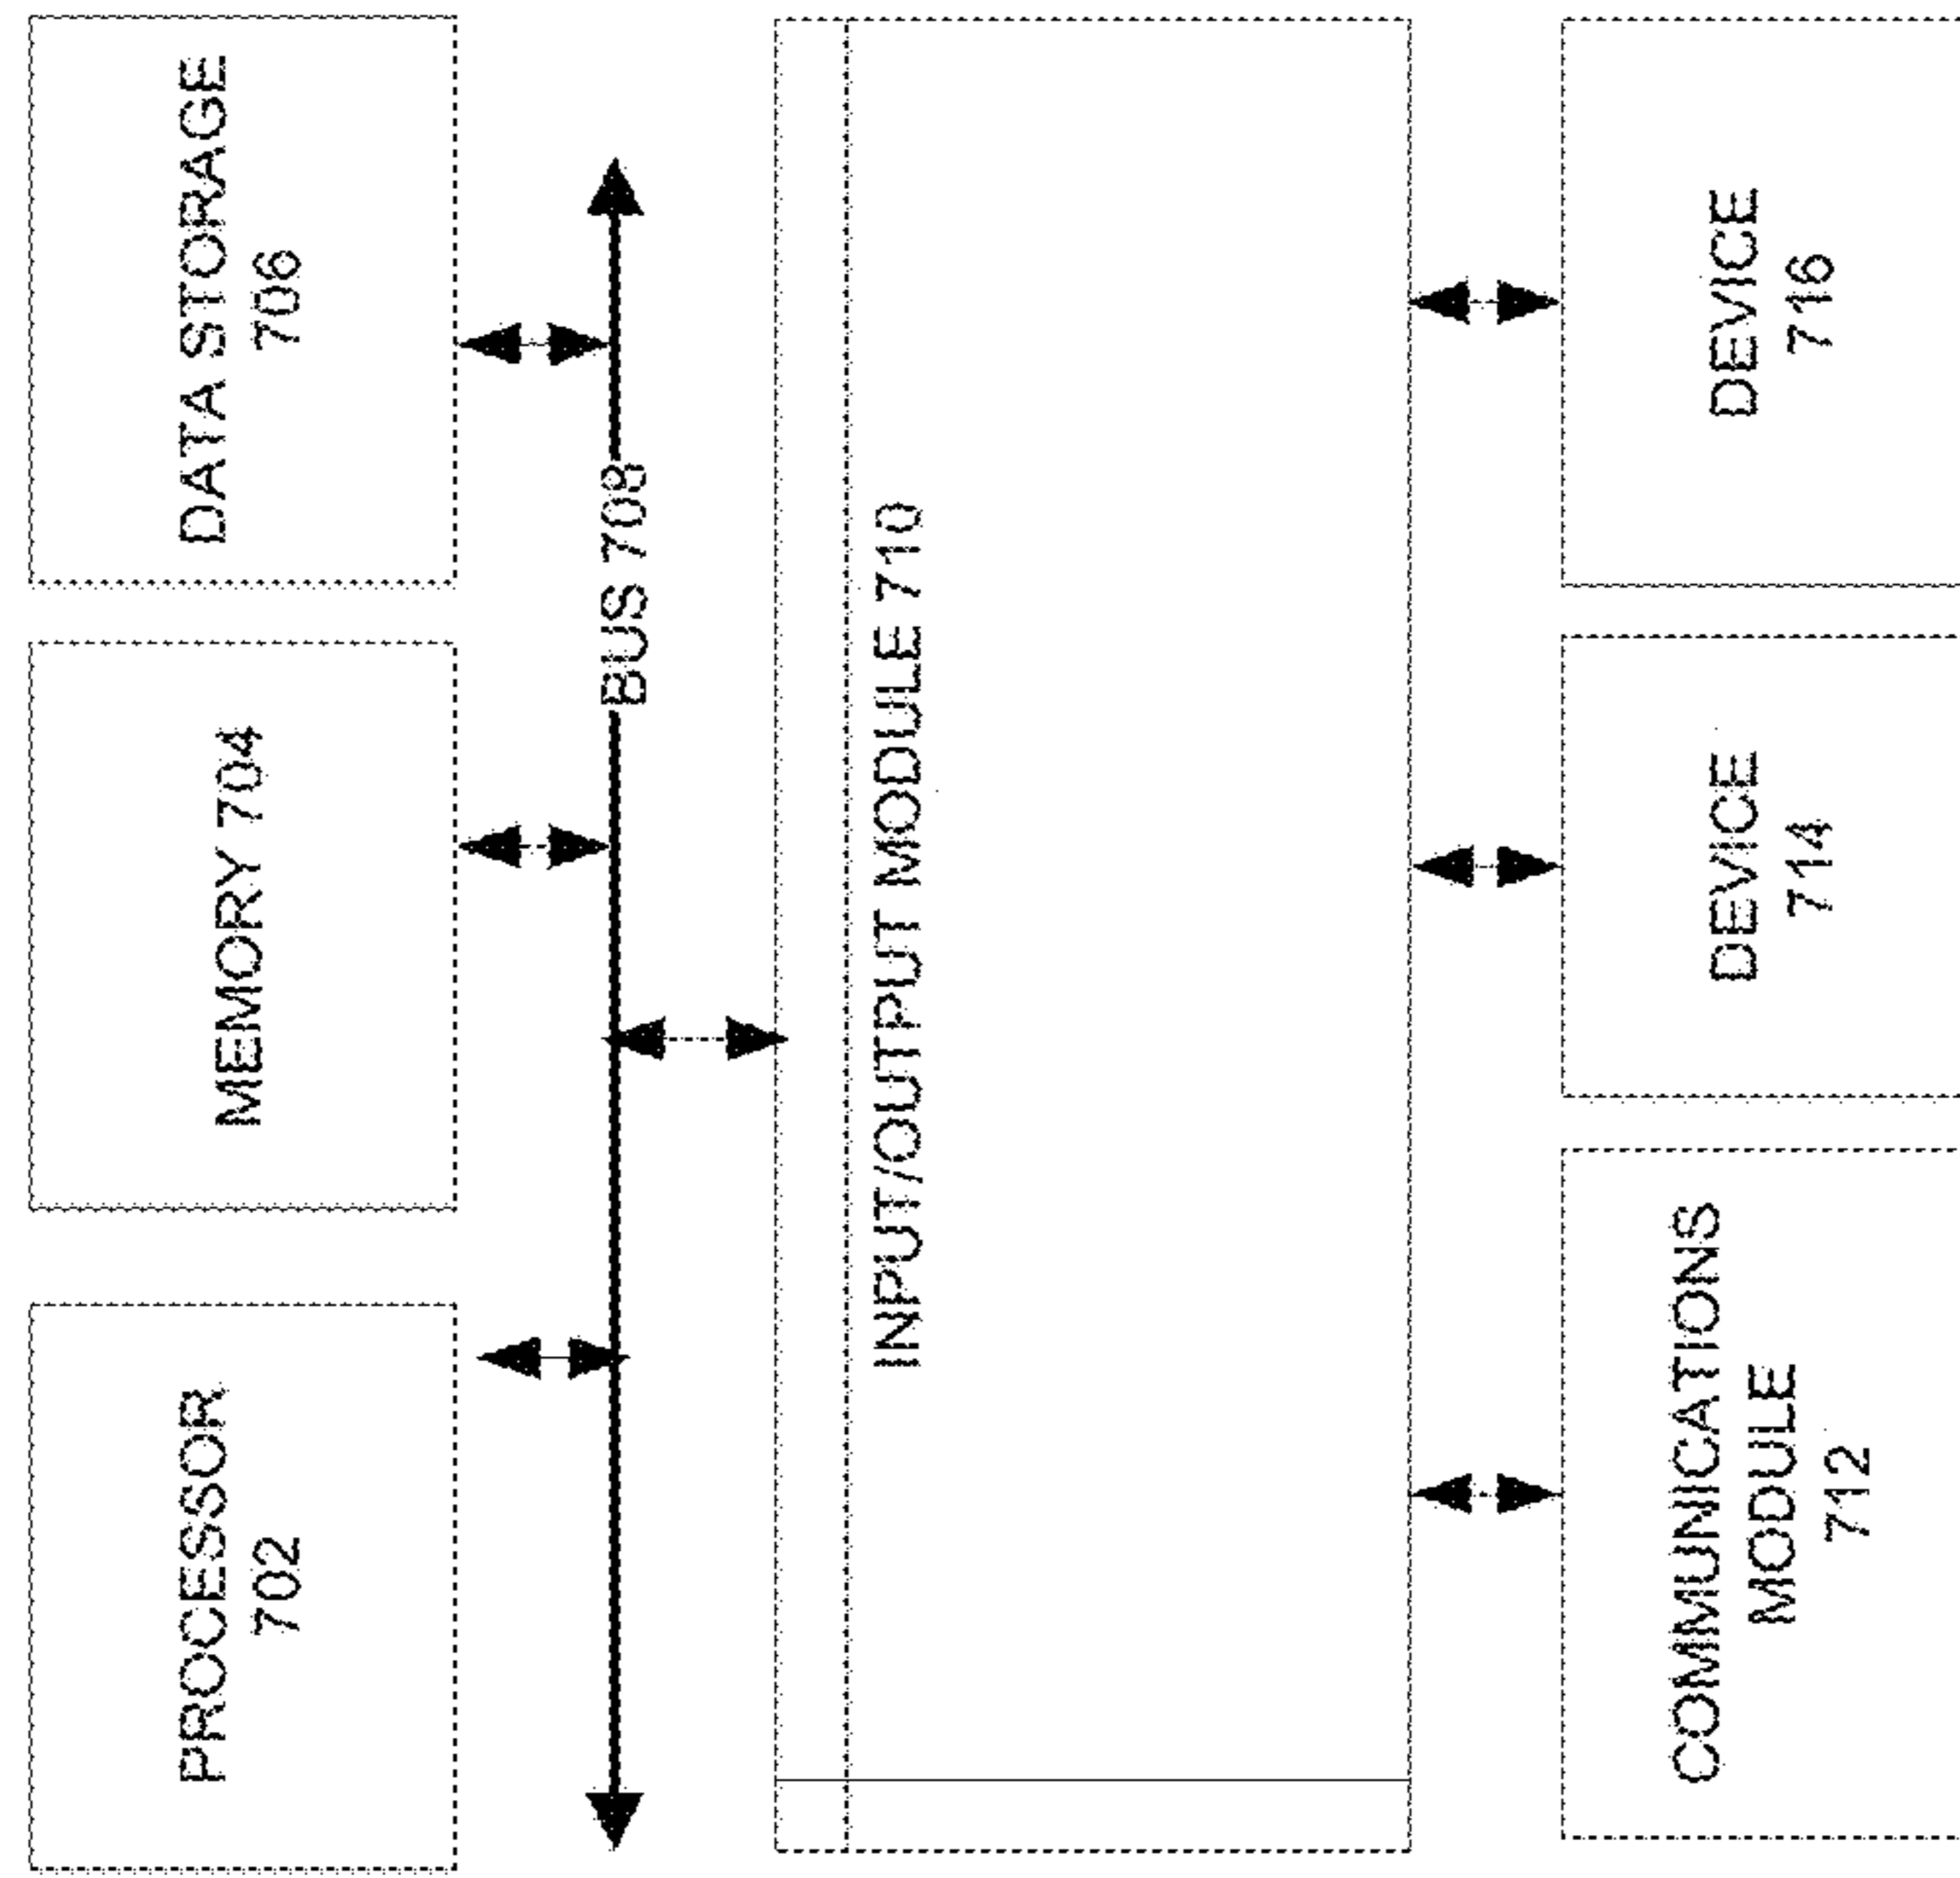 PROCESSOR
702
MEMORY 704
DATA STORAGE
706
BUS 708
INPUT/OUTPUT MODULE 710
COMMUNICATIONS
MODULE
712
DEVICE
714
DEVICE
716